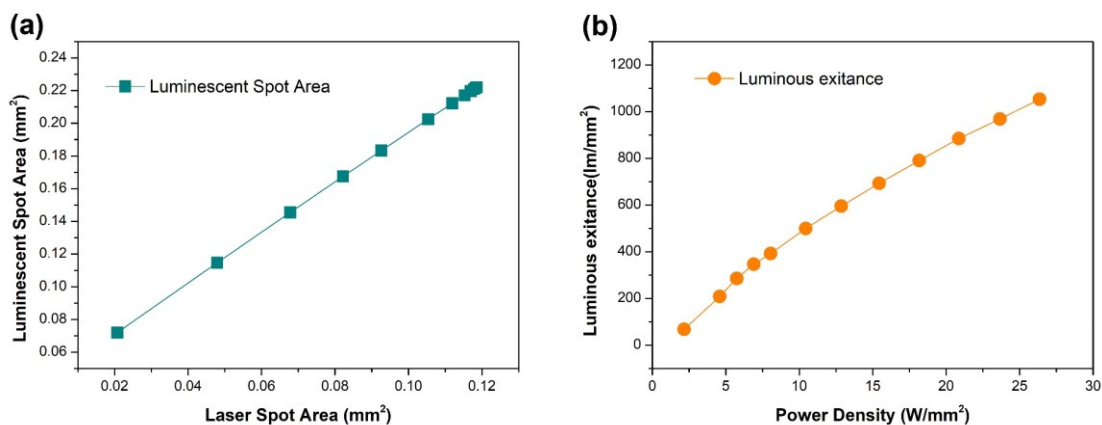 (a)
0.24
0.22
0.20
0.18
0.16
0.14
0.12
0.10
0.08
0.06
Luminescent Spot Area (mm²)
Luminescent Spot Area
0.02 0.04 0.06 0.08 0.10 0.12
Laser Spot Area (mm²)
(b)
1200
1000
800
600
400
200
0
Luminous exitance(lm/mm²)
Luminous exitance
0 5 10 15 20 25 30
Power Density (W/mm²)